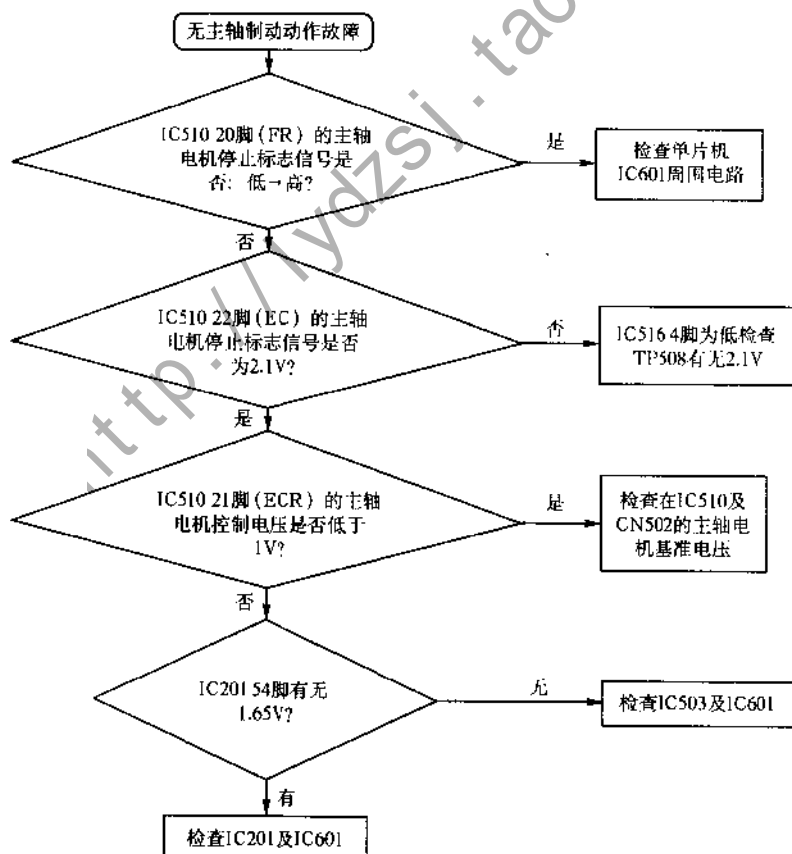 无主轴制动动作故障
IC510 20脚(FR)的主轴
电机停止标志信号是
否: 低→高?
是
检查单片机
IC601周围电路
否
IC510 22脚(EC)的主轴
电机停止标志信号是否
为2.1V?
否
IC516 4脚为低检查
TP508有无2.1V
是
IC510 21脚(ECR)的主轴
电机控制电压是否低于
1V?
是
检查在IC510及
CN502的主轴电
机基准电压
否
IC201 54脚有无
1.65V?
无
检查IC503及IC601
有
检查IC201及IC601
http://lydzsj.tao